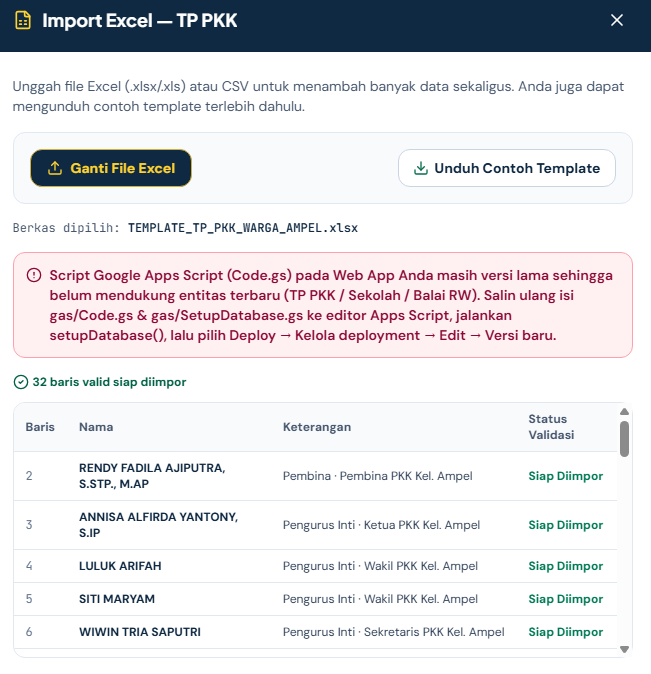 Import Excel — TP PKK
Unggah file Excel (.xlsx/.xls) atau CSV untuk menambah banyak data sekaligus. Anda juga dapat
mengunduh contoh template terlebih dahulu.
Ganti File Excel
Unduh Contoh Template
Berkas dipilih: TEMPLATE_TP_PKK_WARGA_AMPEL.xlsx
Script Google Apps Script (Code.gs) pada Web App Anda masih versi lama sehingga
belum mendukung entitas terbaru (TP PKK / Sekolah / Balai RW). Salin ulang isi
gas/Code.gs & gas/SetupDatabase.gs ke editor Apps Script, jalankan
setupDatabase(), lalu pilih Deploy → Kelola deployment → Edit → Versi baru.
32 baris valid siap diimpor
Baris Nama Keterangan Status Validasi
2 RENDY FADILA AJIPUTRA, S.STP., M.AP Pembina · Pembina PKK Kel. Ampel Siap Diimpor
3 ANNISA ALFIRDA YANTONY, S.IP Pengurus Inti · Ketua PKK Kel. Ampel Siap Diimpor
4 LULUK ARIFAH Pengurus Inti · Wakil PKK Kel. Ampel Siap Diimpor
5 SITI MARYAM Pengurus Inti · Wakil PKK Kel. Ampel Siap Diimpor
6 WIWIN TRIA SAPUTRI Pengurus Inti · Sekretaris PKK Kel. Ampel Siap Diimpor